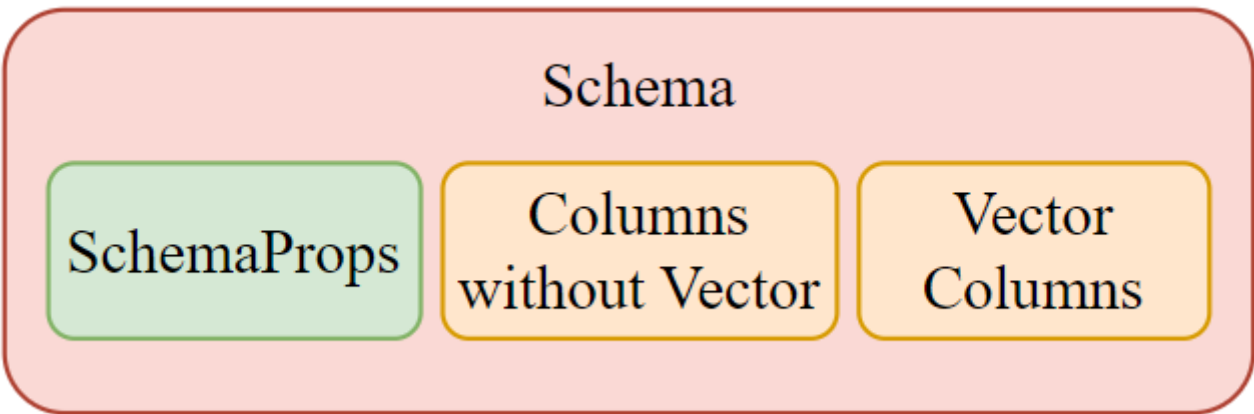 Schema
SchemaProps
Columns
without Vector
Vector
Columns